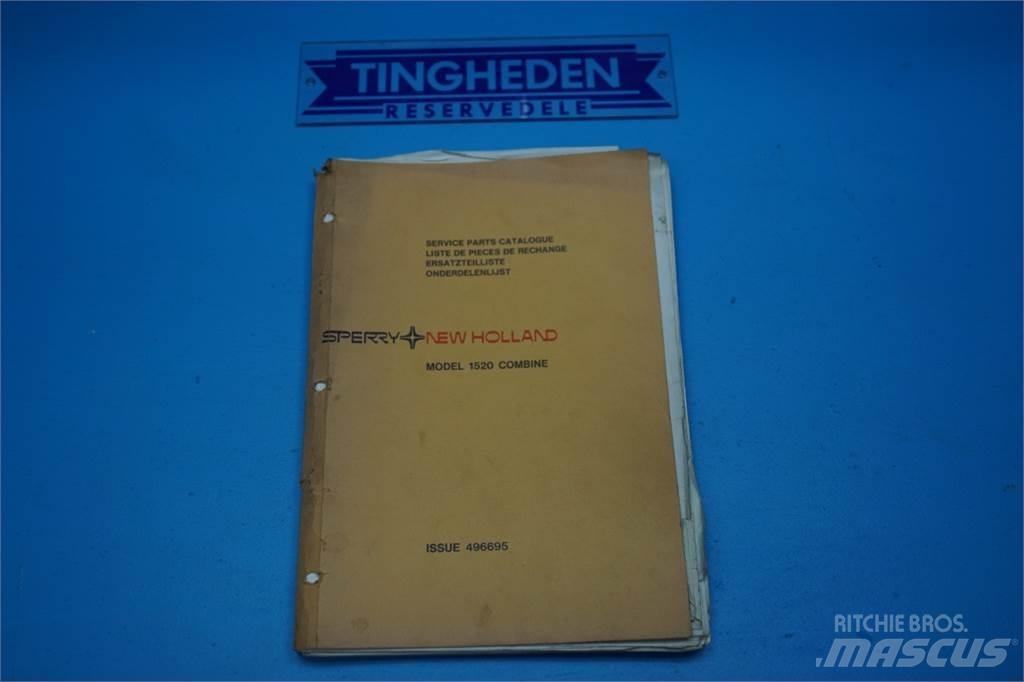 TINGHEDEN
RESERVEDELE
SERVICE PARTS CATALOGUE
LISTE DE PIECES DE RECHANGE
ERSATZTEILLISTE
ONDERDELENLIJST
SPERRY NEW HOLLAND
MODEL 1520 COMBINE
ISSUE 496695
RITCHIE BROS.
MASCUS